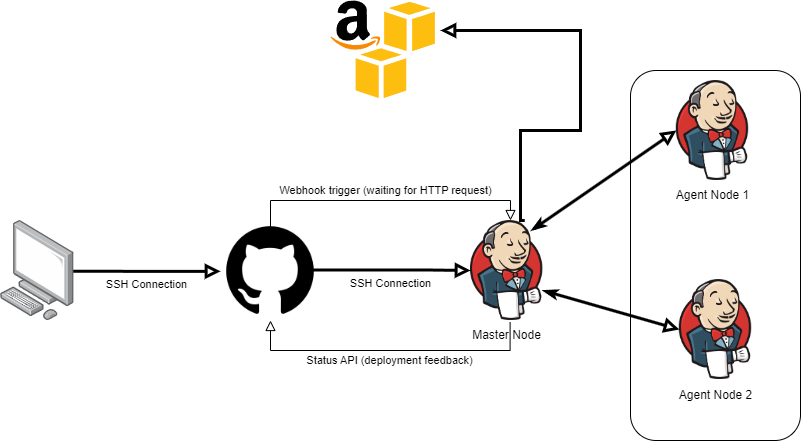 a
Agent Node 1
Webhook trigger (waiting for HTTP request)
SSH Connection
SSH Connection
Master Node
Status API (deployment feedback)
Agent Node 2